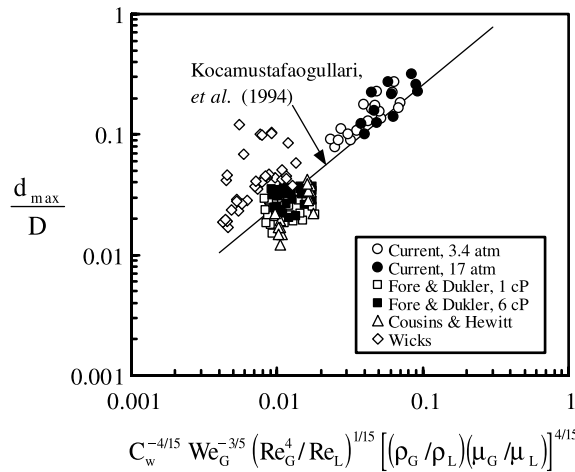 1
Kocamustafaogullari,
et al. (1994)
0.1
d max
D
0.01
Current, 3.4 atm
Current, 17 atm
Fore & Dukler, 1 cP
Fore & Dukler, 6 cP
Cousins & Hewitt
Wicks
0.001
0.001 0.01 0.1 1
C_w^{-4/15} We_G^{-3/5} (Re_G^4/Re_L)^{1/15} [(ρ_G/ρ_L)(μ_G/μ_L)]^{4/15}